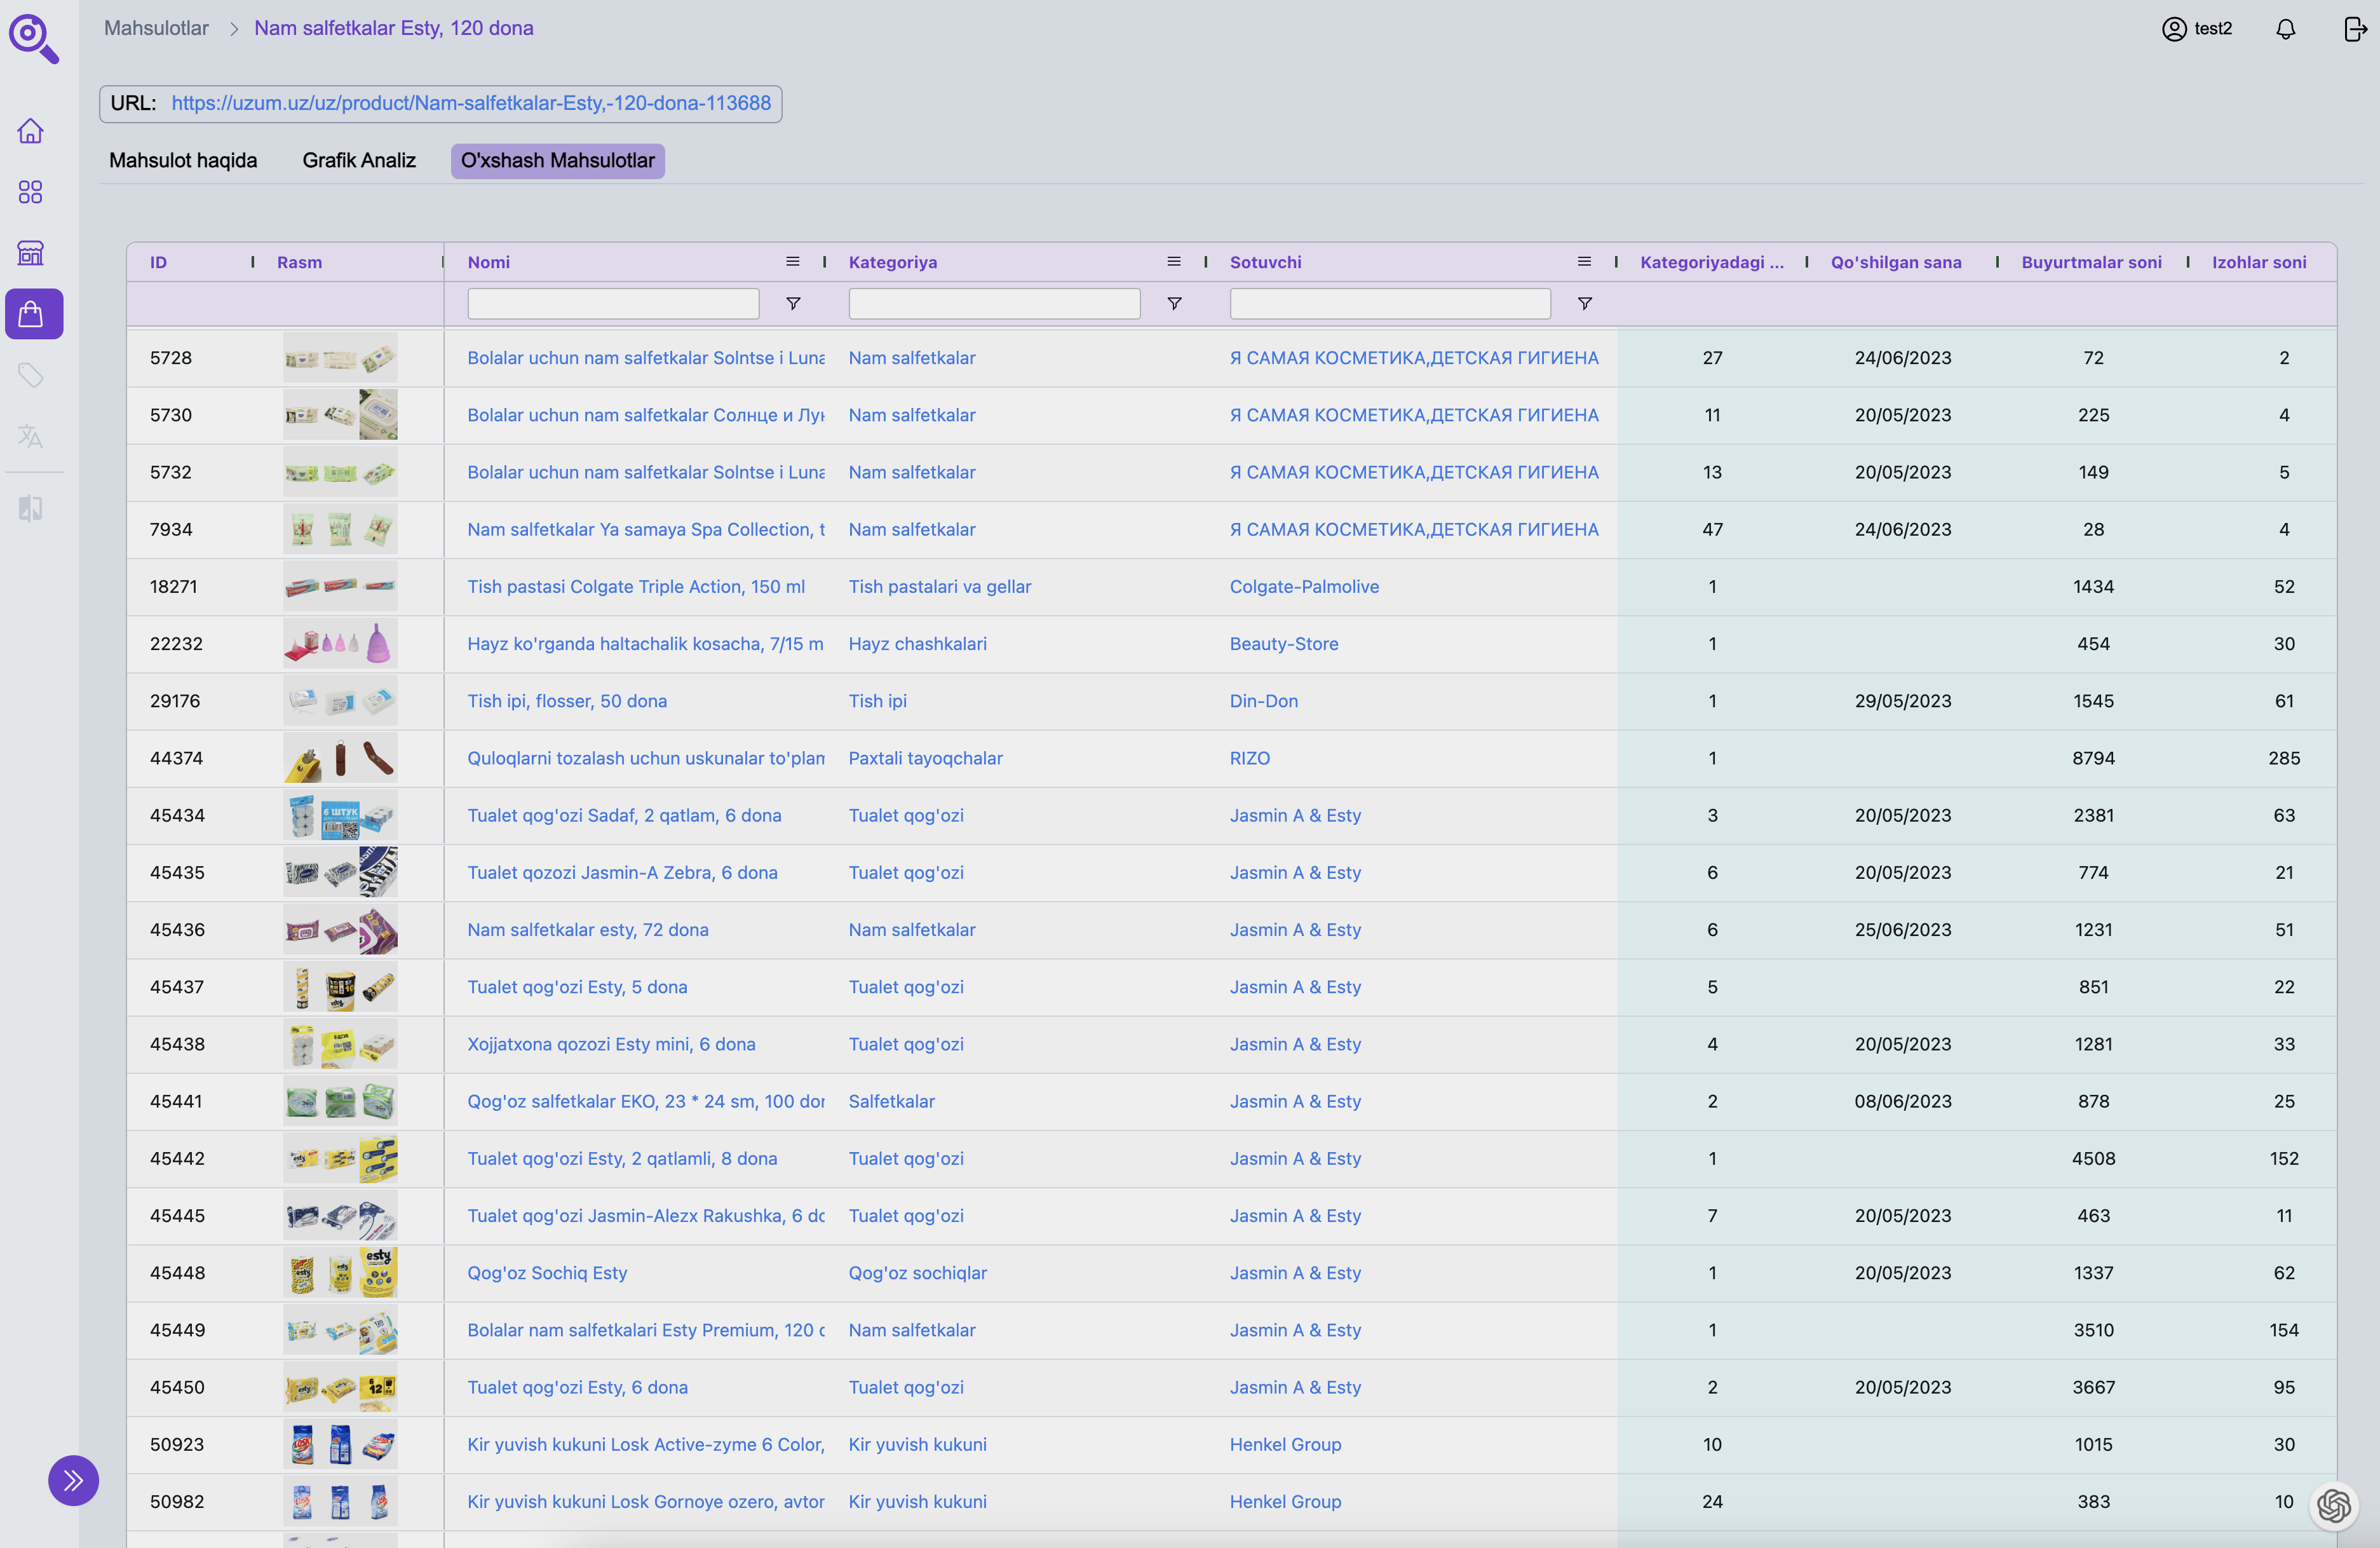 Mahsulotlar > Nam salfetkalar Esty, 120 dona
test2
URL: https://uzum.uz/uz/product/Nam-salfetkalar-Esty,-120-dona-113688
Mahsulot haqida Grafik Analiz O'xshash Mahsulotlar
ID Rasm Nomi Kategoriya Sotuvchi Kategoriyadagi ... Qo'shilgan sana Buyurtmalar soni Izohlar soni
5728 Bolalar uchun nam salfetkalar Solntse i Luna Nam salfetkalar Я САМАЯ КОСМЕТИКА,ДЕТСКАЯ ГИГИЕНА 27 24/06/2023 72 2
5730 Bolalar uchun nam salfetkalar Солнце и Лун Nam salfetkalar Я САМАЯ КОСМЕТИКА,ДЕТСКАЯ ГИГИЕНА 11 20/05/2023 225 4
5732 Bolalar uchun nam salfetkalar Solntse i Luna Nam salfetkalar Я САМАЯ КОСМЕТИКА,ДЕТСКАЯ ГИГИЕНА 13 20/05/2023 149 5
7934 Nam salfetkalar Ya samaya Spa Collection, t Nam salfetkalar Я САМАЯ КОСМЕТИКА,ДЕТСКАЯ ГИГИЕНА 47 24/06/2023 28 4
18271 Tish pastasi Colgate Triple Action, 150 ml Tish pastalari va gellar Colgate-Palmolive 1 1434 52
22232 Hayz ko'rganda haltachalik kosacha, 7/15 m Hayz chashkalari Beauty-Store 1 454 30
29176 Tish ipi, flosser, 50 dona Tish ipi Din-Don 1 29/05/2023 1545 61
44374 Quloqlarni tozalash uchun uskunalar to'plam Paxtali tayoqchalar RIZO 1 8794 285
45434 6 ШТУК Tualet qog'ozi Sadaf, 2 qatlam, 6 dona Tualet qog'ozi Jasmin A & Esty 3 20/05/2023 2381 63
45435 Tualet qozozi Jasmin-A Zebra, 6 dona Tualet qog'ozi Jasmin A & Esty 6 20/05/2023 774 21
45436 Nam salfetkalar esty, 72 dona Nam salfetkalar Jasmin A & Esty 6 25/06/2023 1231 51
45437 Tualet qog'ozi Esty, 5 dona Tualet qog'ozi Jasmin A & Esty 5 851 22
45438 Xojjatxona qozozi Esty mini, 6 dona Tualet qog'ozi Jasmin A & Esty 4 20/05/2023 1281 33
45441 Qog'oz salfetkalar EKO, 23 * 24 sm, 100 dor Salfetkalar Jasmin A & Esty 2 08/06/2023 878 25
45442 esty Tualet qog'ozi Esty, 2 qatlamli, 8 dona Tualet qog'ozi Jasmin A & Esty 1 4508 152
45445 Tualet qog'ozi Jasmin-Alezx Rakushka, 6 do Tualet qog'ozi Jasmin A & Esty 7 20/05/2023 463 11
45448 esty esty Qog'oz Sochiq Esty Qog'oz sochiqlar Jasmin A & Esty 1 20/05/2023 1337 62
45449 Bolalar nam salfetkalari Esty Premium, 120 d Nam salfetkalar Jasmin A & Esty 1 3510 154
45450 12 Tualet qog'ozi Esty, 6 dona Tualet qog'ozi Jasmin A & Esty 2 20/05/2023 3667 95
50923 LOSK Kir yuvish kukuni Losk Active-zyme 6 Color, Kir yuvish kukuni Henkel Group 10 1015 30
50982 Kir yuvish kukuni Losk Gornoye ozero, avtor Kir yuvish kukuni Henkel Group 24 383 10